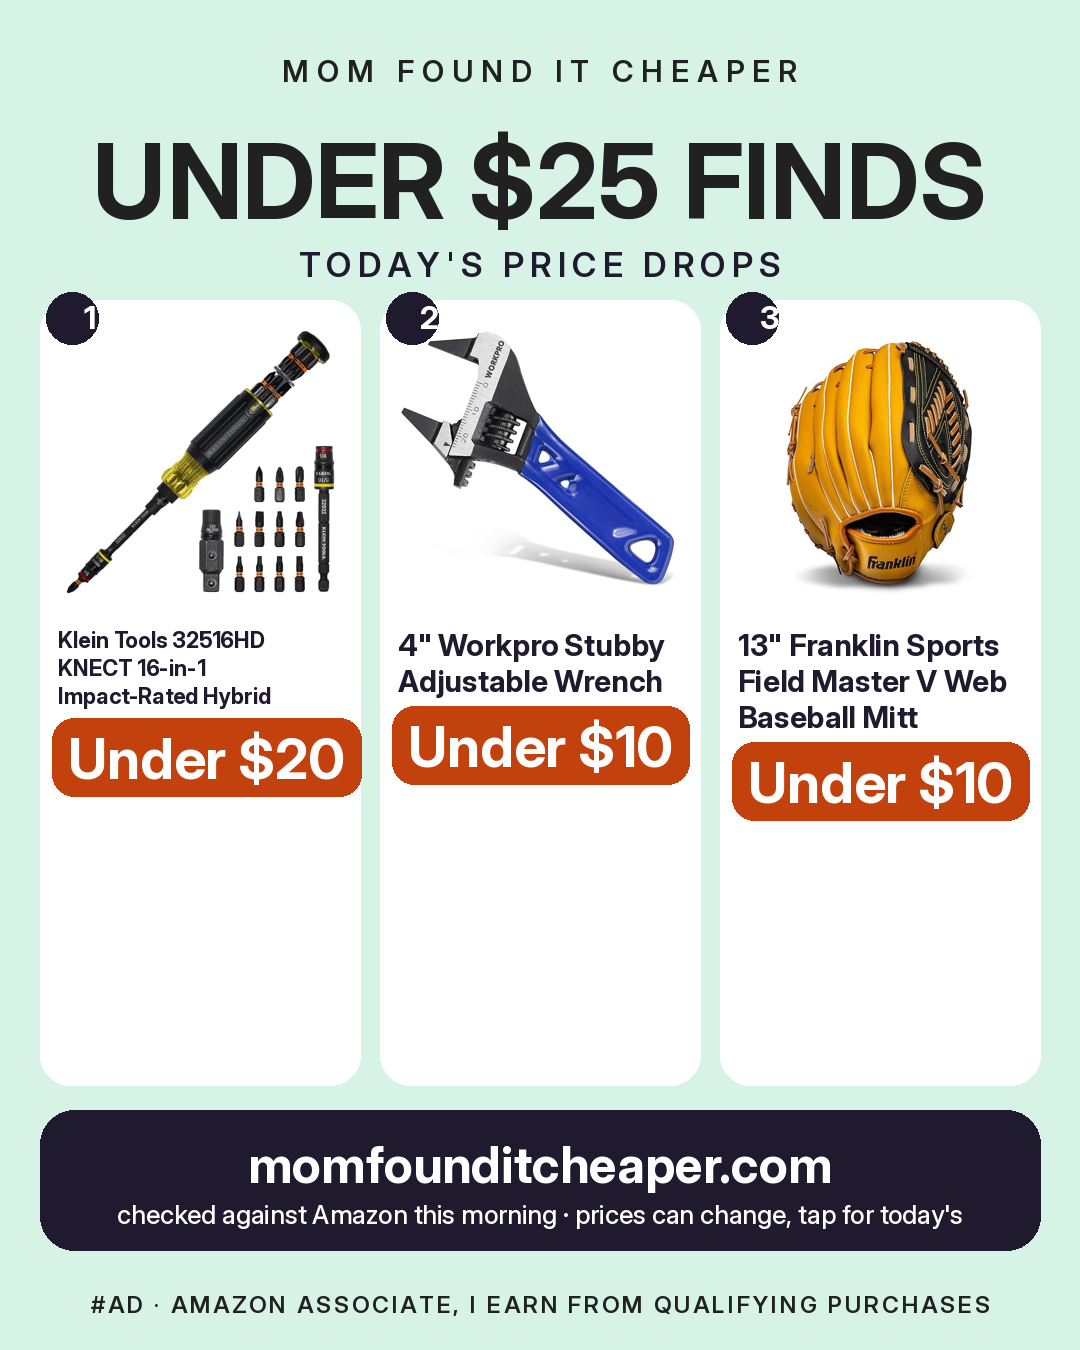 MOM FOUND IT CHEAPER
UNDER $25 FINDS
TODAY'S PRICE DROPS
1
2
3
WORKPRO
Franklin
Klein Tools 32516HD
KNECT 16-in-1
Impact-Rated Hybrid
Under $20
4" Workpro Stubby
Adjustable Wrench
Under $10
13" Franklin Sports
Field Master V Web
Baseball Mitt
Under $10
momfounditcheaper.com
checked against Amazon this morning · prices can change, tap for today's
#AD · AMAZON ASSOCIATE, I EARN FROM QUALIFYING PURCHASES